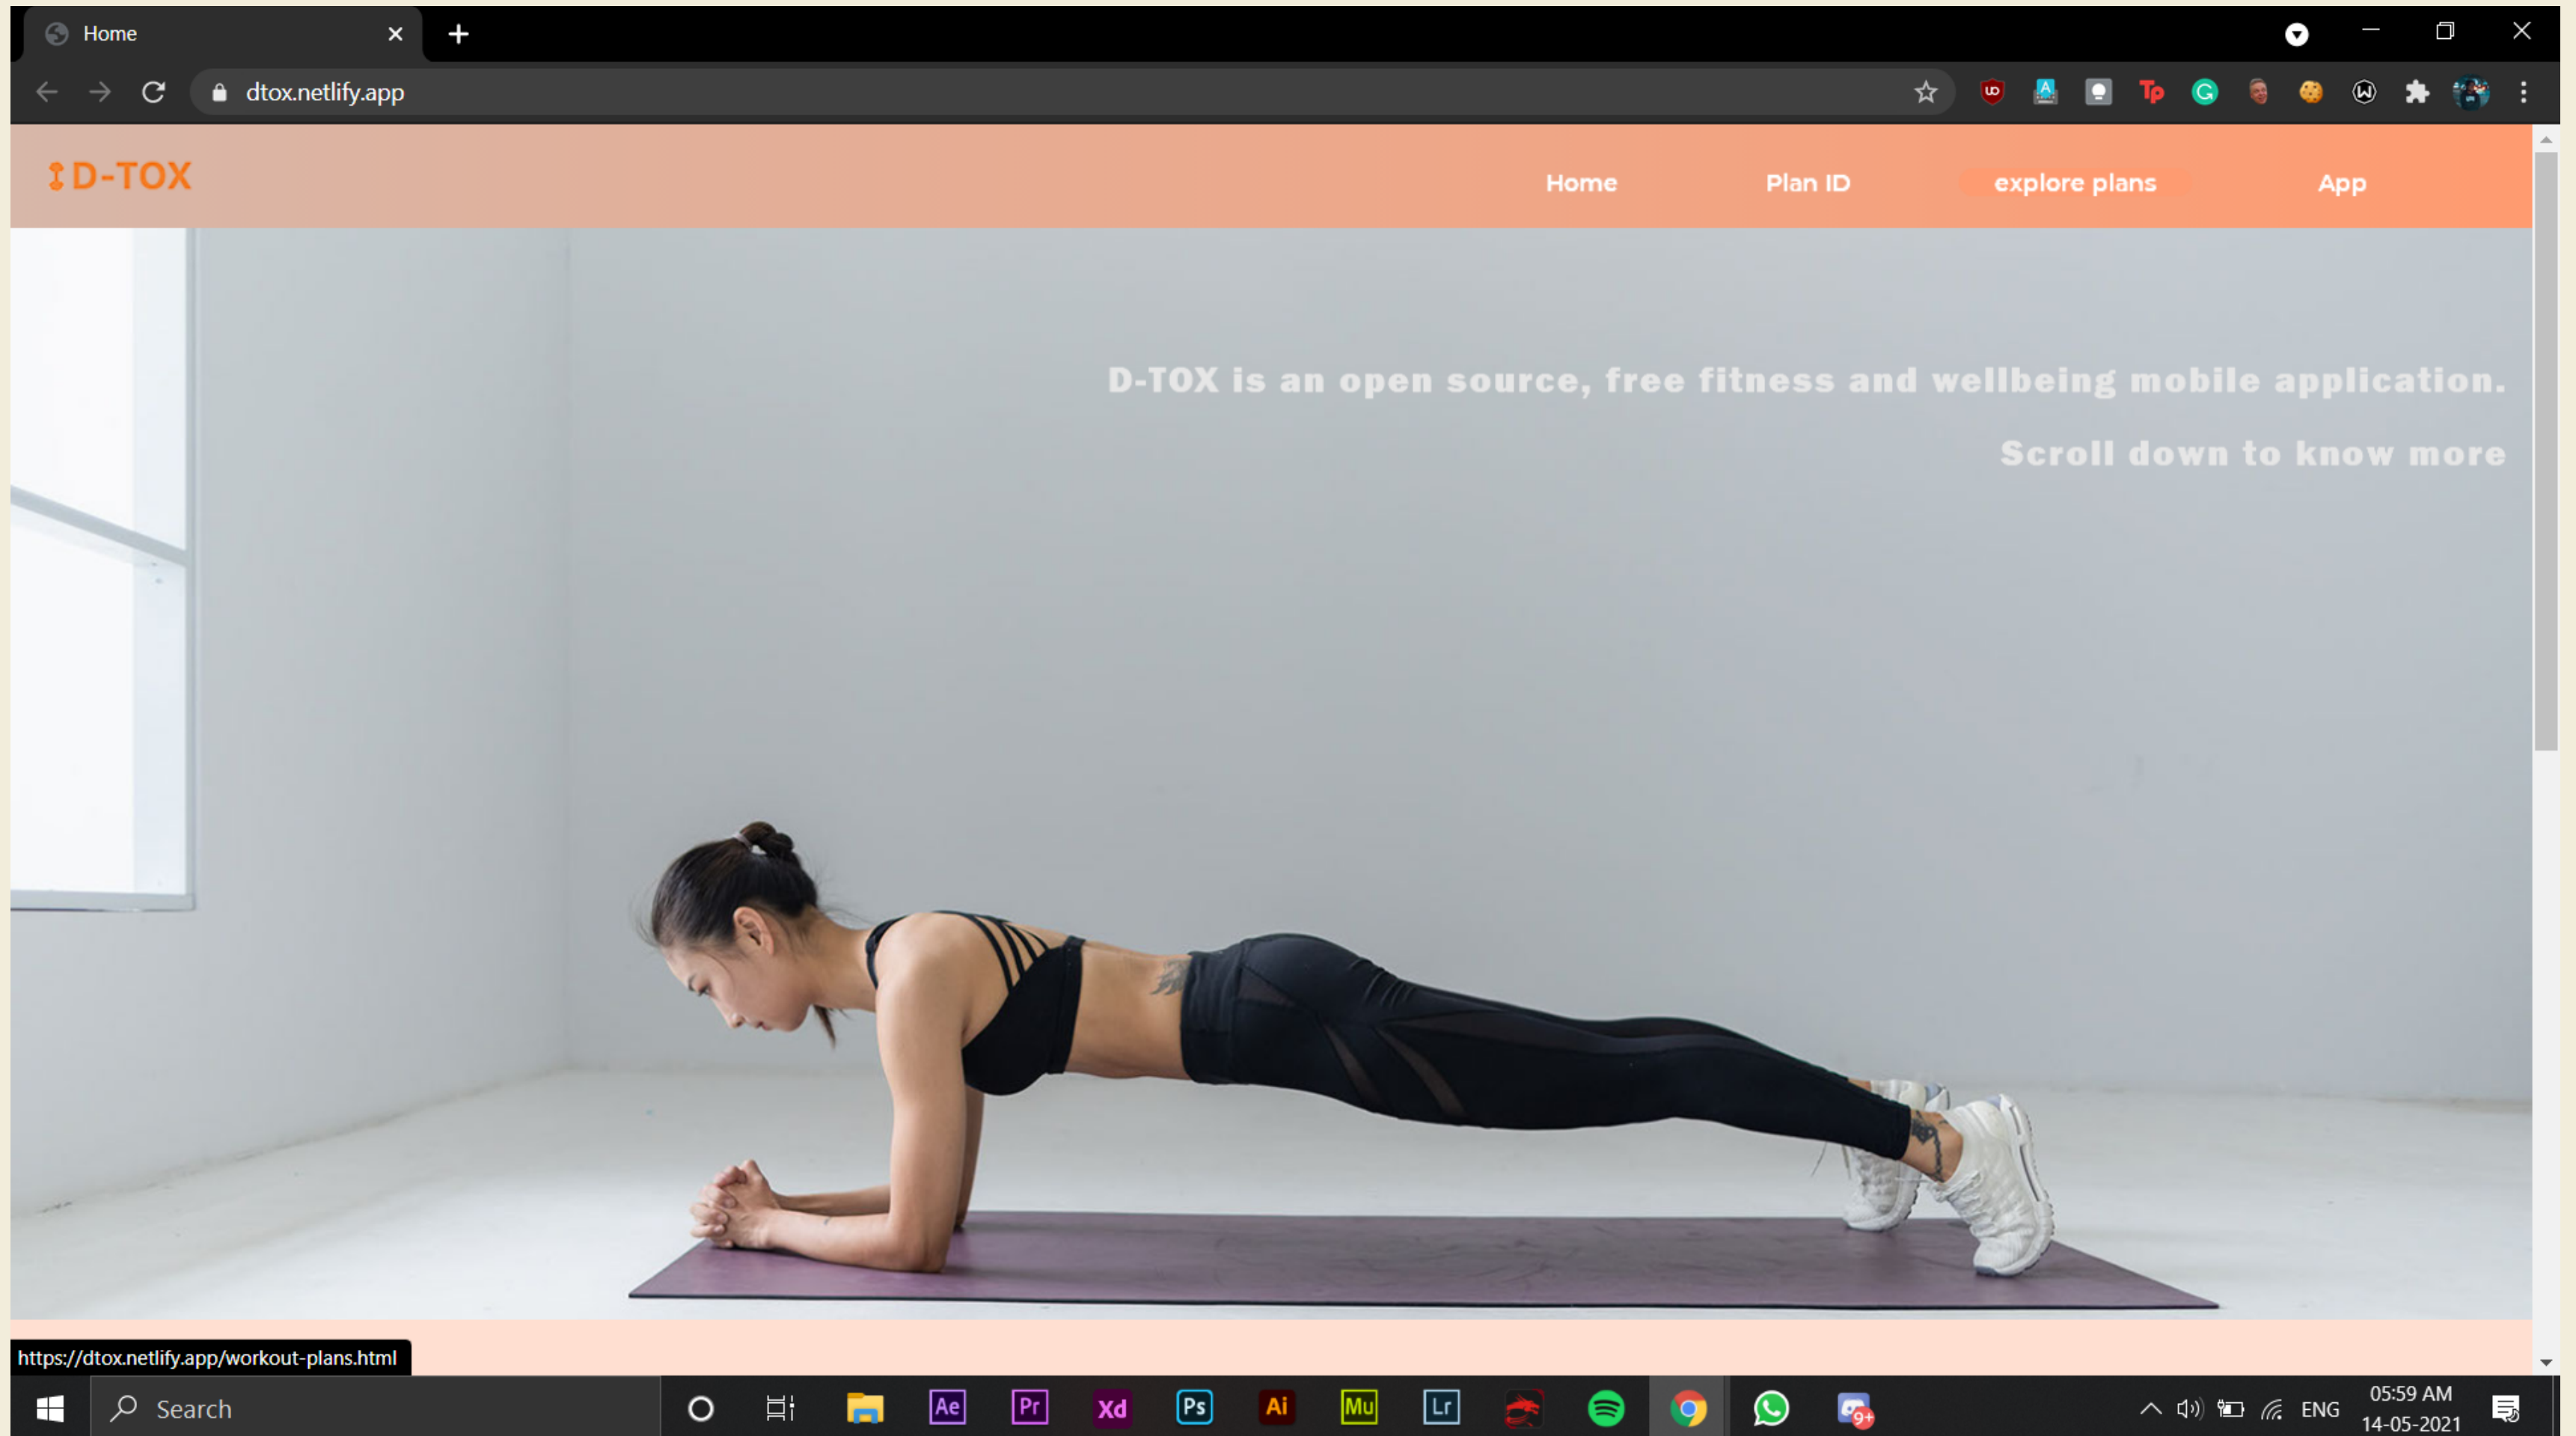 Home
dtox.netlify.app
D-TOX
Home
Plan ID
explore plans
App
D-TOX is an open source, free fitness and wellbeing mobile application.
Scroll down to know more
https://dtox.netlify.app/workout-plans.html
Search
Ae
Pr
Xd
Ps
Ai
Mu
Lr
9+
ENG
05:59 AM
14-05-2021